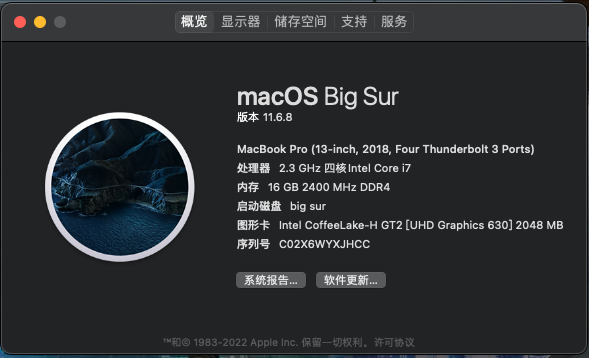 概览 显示器 储存空间 支持 服务
macOS Big Sur
版本 11.6.8
MacBook Pro (13-inch, 2018, Four Thunderbolt 3 Ports)
处理器 2.3 GHz 四核Intel Core i7
内存 16 GB 2400 MHz DDR4
启动磁盘 big sur
图形卡 Intel CoffeeLake-H GT2 [UHD Graphics 630] 2048 MB
序列号 C02X6WYXJHCC
系统报告... 软件更新...
™和© 1983-2022 Apple Inc. 保留一切权利。许可协议